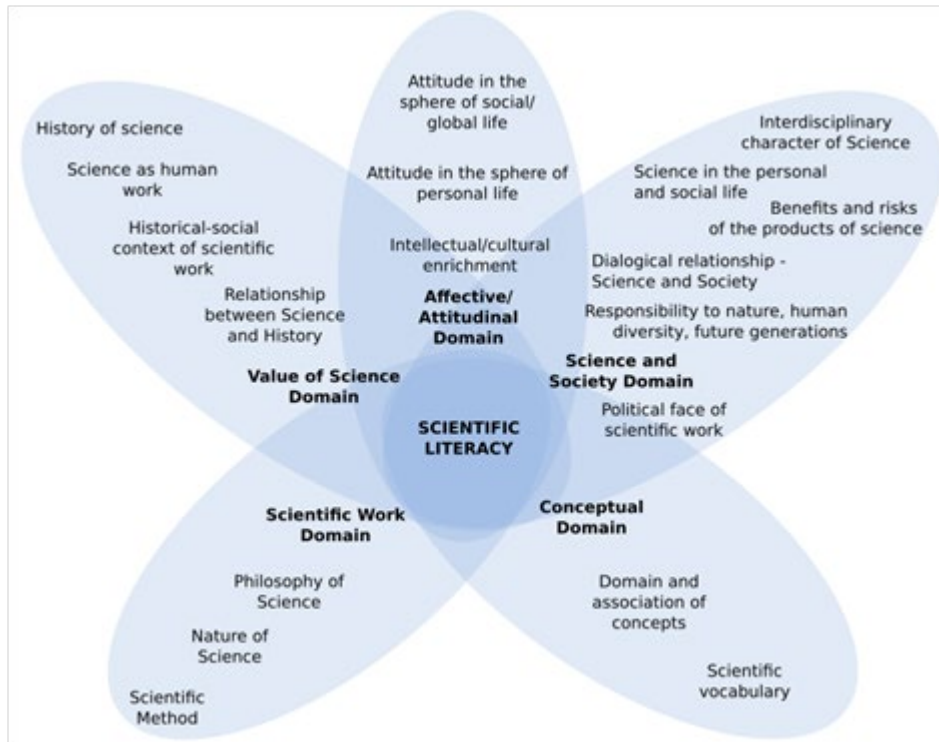 Attitude in the
sphere of social/
global life
Attitude in the sphere of
personal life
Intellectual/cultural
enrichment
Affective/
Attitudinal
Domain
History of science
Science as human
work
Historical-social
context of scientific
work
Relationship
between Science
and History
Value of Science
Domain
Interdisciplinary
character of Science
Science in the personal
and social life
Benefits and risks
of the products of science
Dialogical relationship -
Science and Society
Responsibility to nature, human
diversity, future generations
Science and
Society Domain
Political face of
scientific work
SCIENTIFIC
LITERACY
Scientific Work
Domain
Philosophy of
Science
Nature of
Science
Scientific
Method
Conceptual
Domain
Domain and
association of
concepts
Scientific
vocabulary